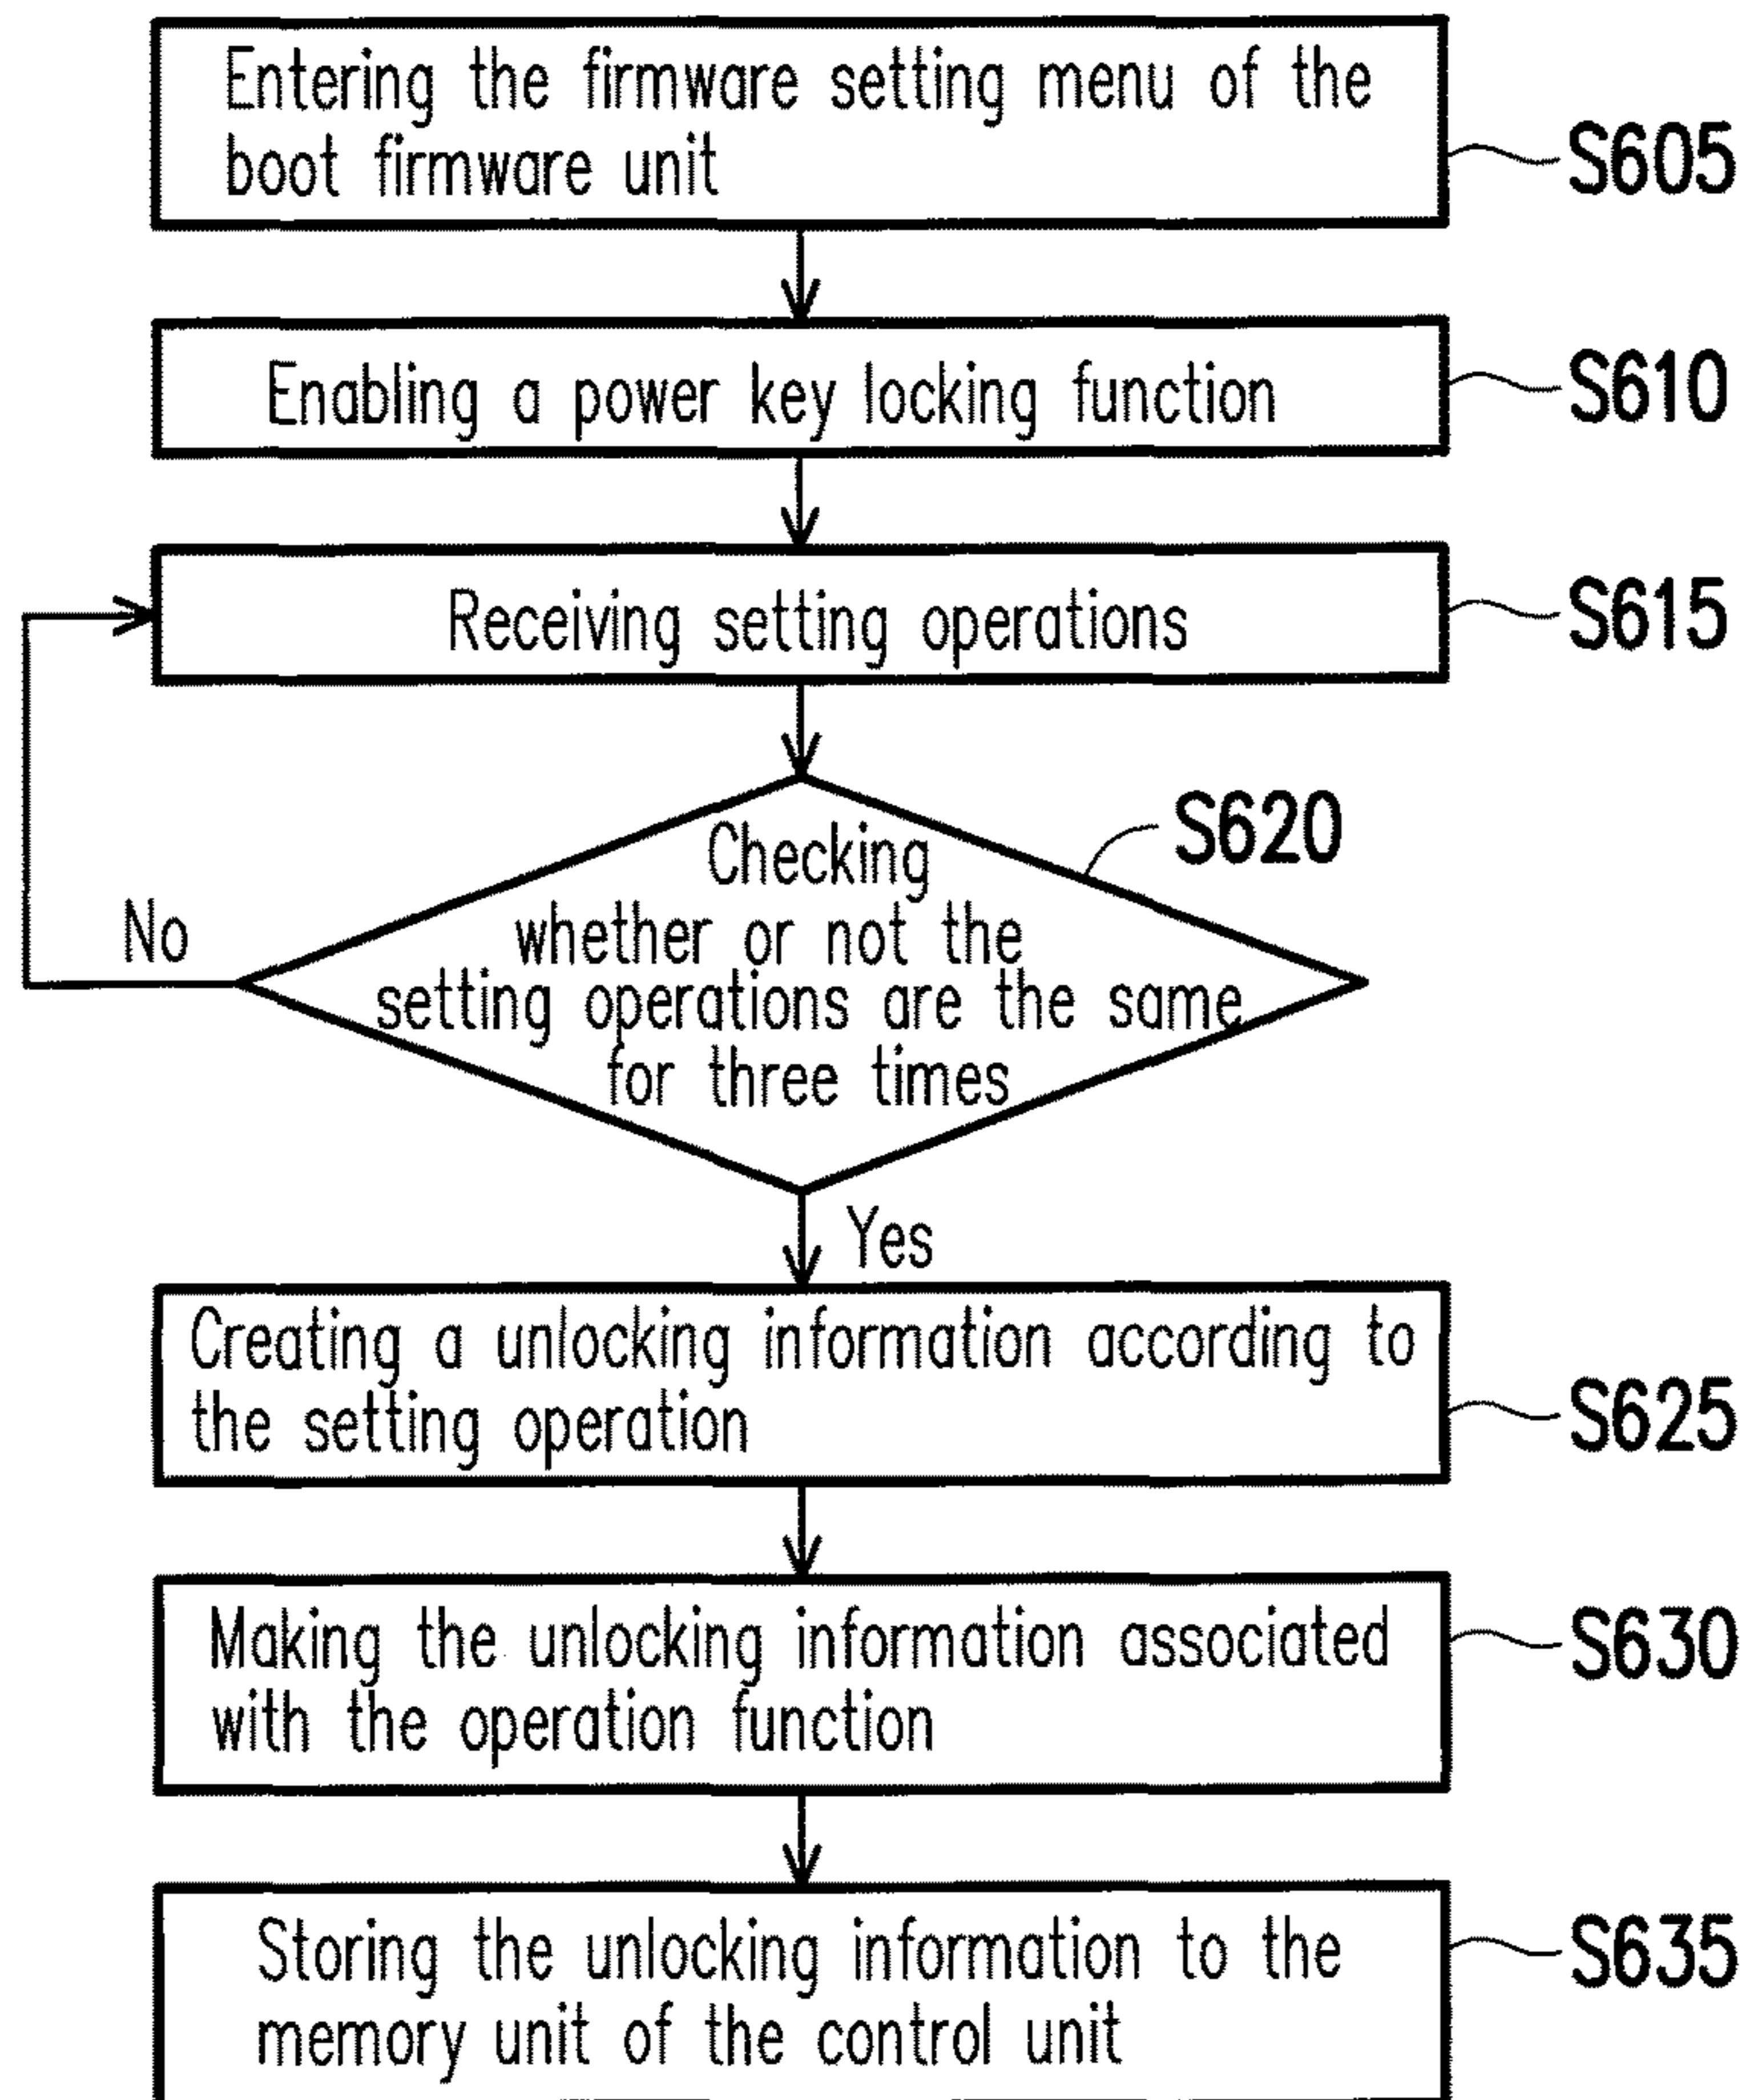 Entering the firmware setting menu of the
boot firmware unit
S605
Enabling a power key locking function
S610
Receiving setting operations
S615
Checking
whether or not the
setting operations are the same
for three times
S620
No
Yes
Creating a unlocking information according to
the setting operation
S625
Making the unlocking information associated
with the operation function
S630
Storing the unlocking information to the
memory unit of the control unit
S635